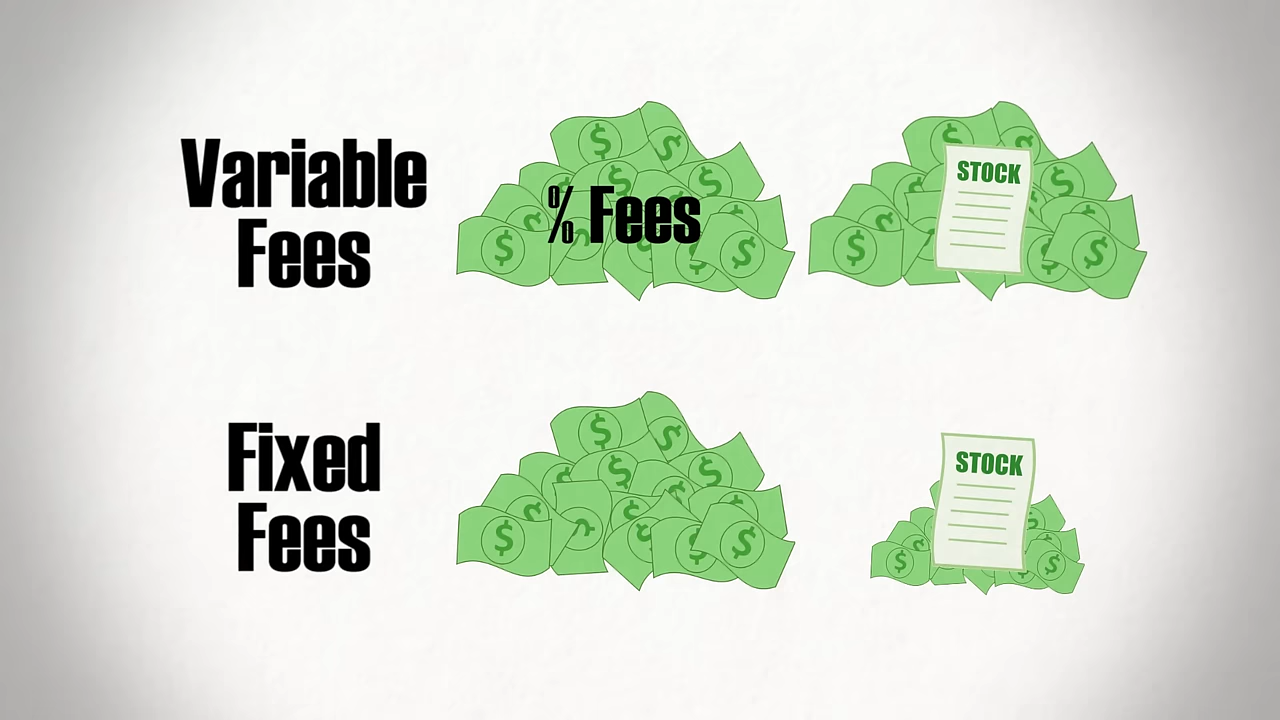 Variable
Fees
% Fees
STOCK
Fixed
Fees
STOCK